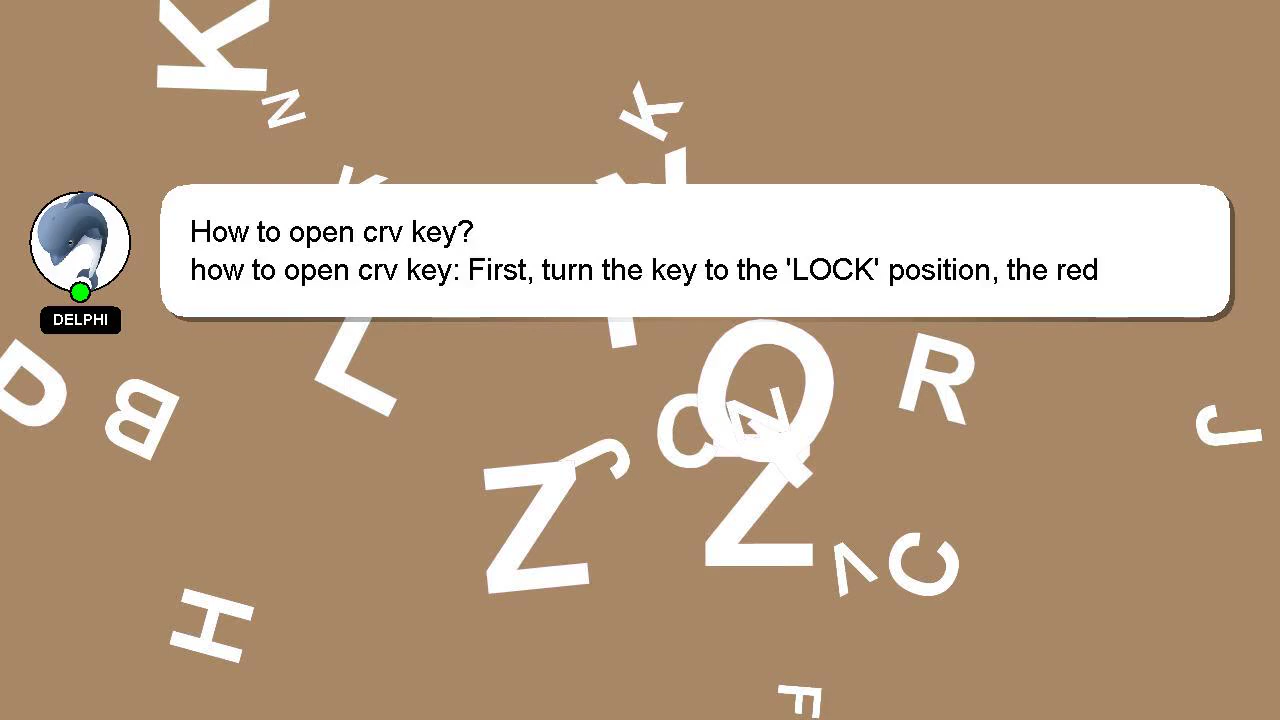 K
N
K
K
How to open crv key?
how to open crv key: First, turn the key to the 'LOCK' position, the red
DELPHI
L
Q
R
P
B
C
N
J
J
Z
Z
V
C
H
F